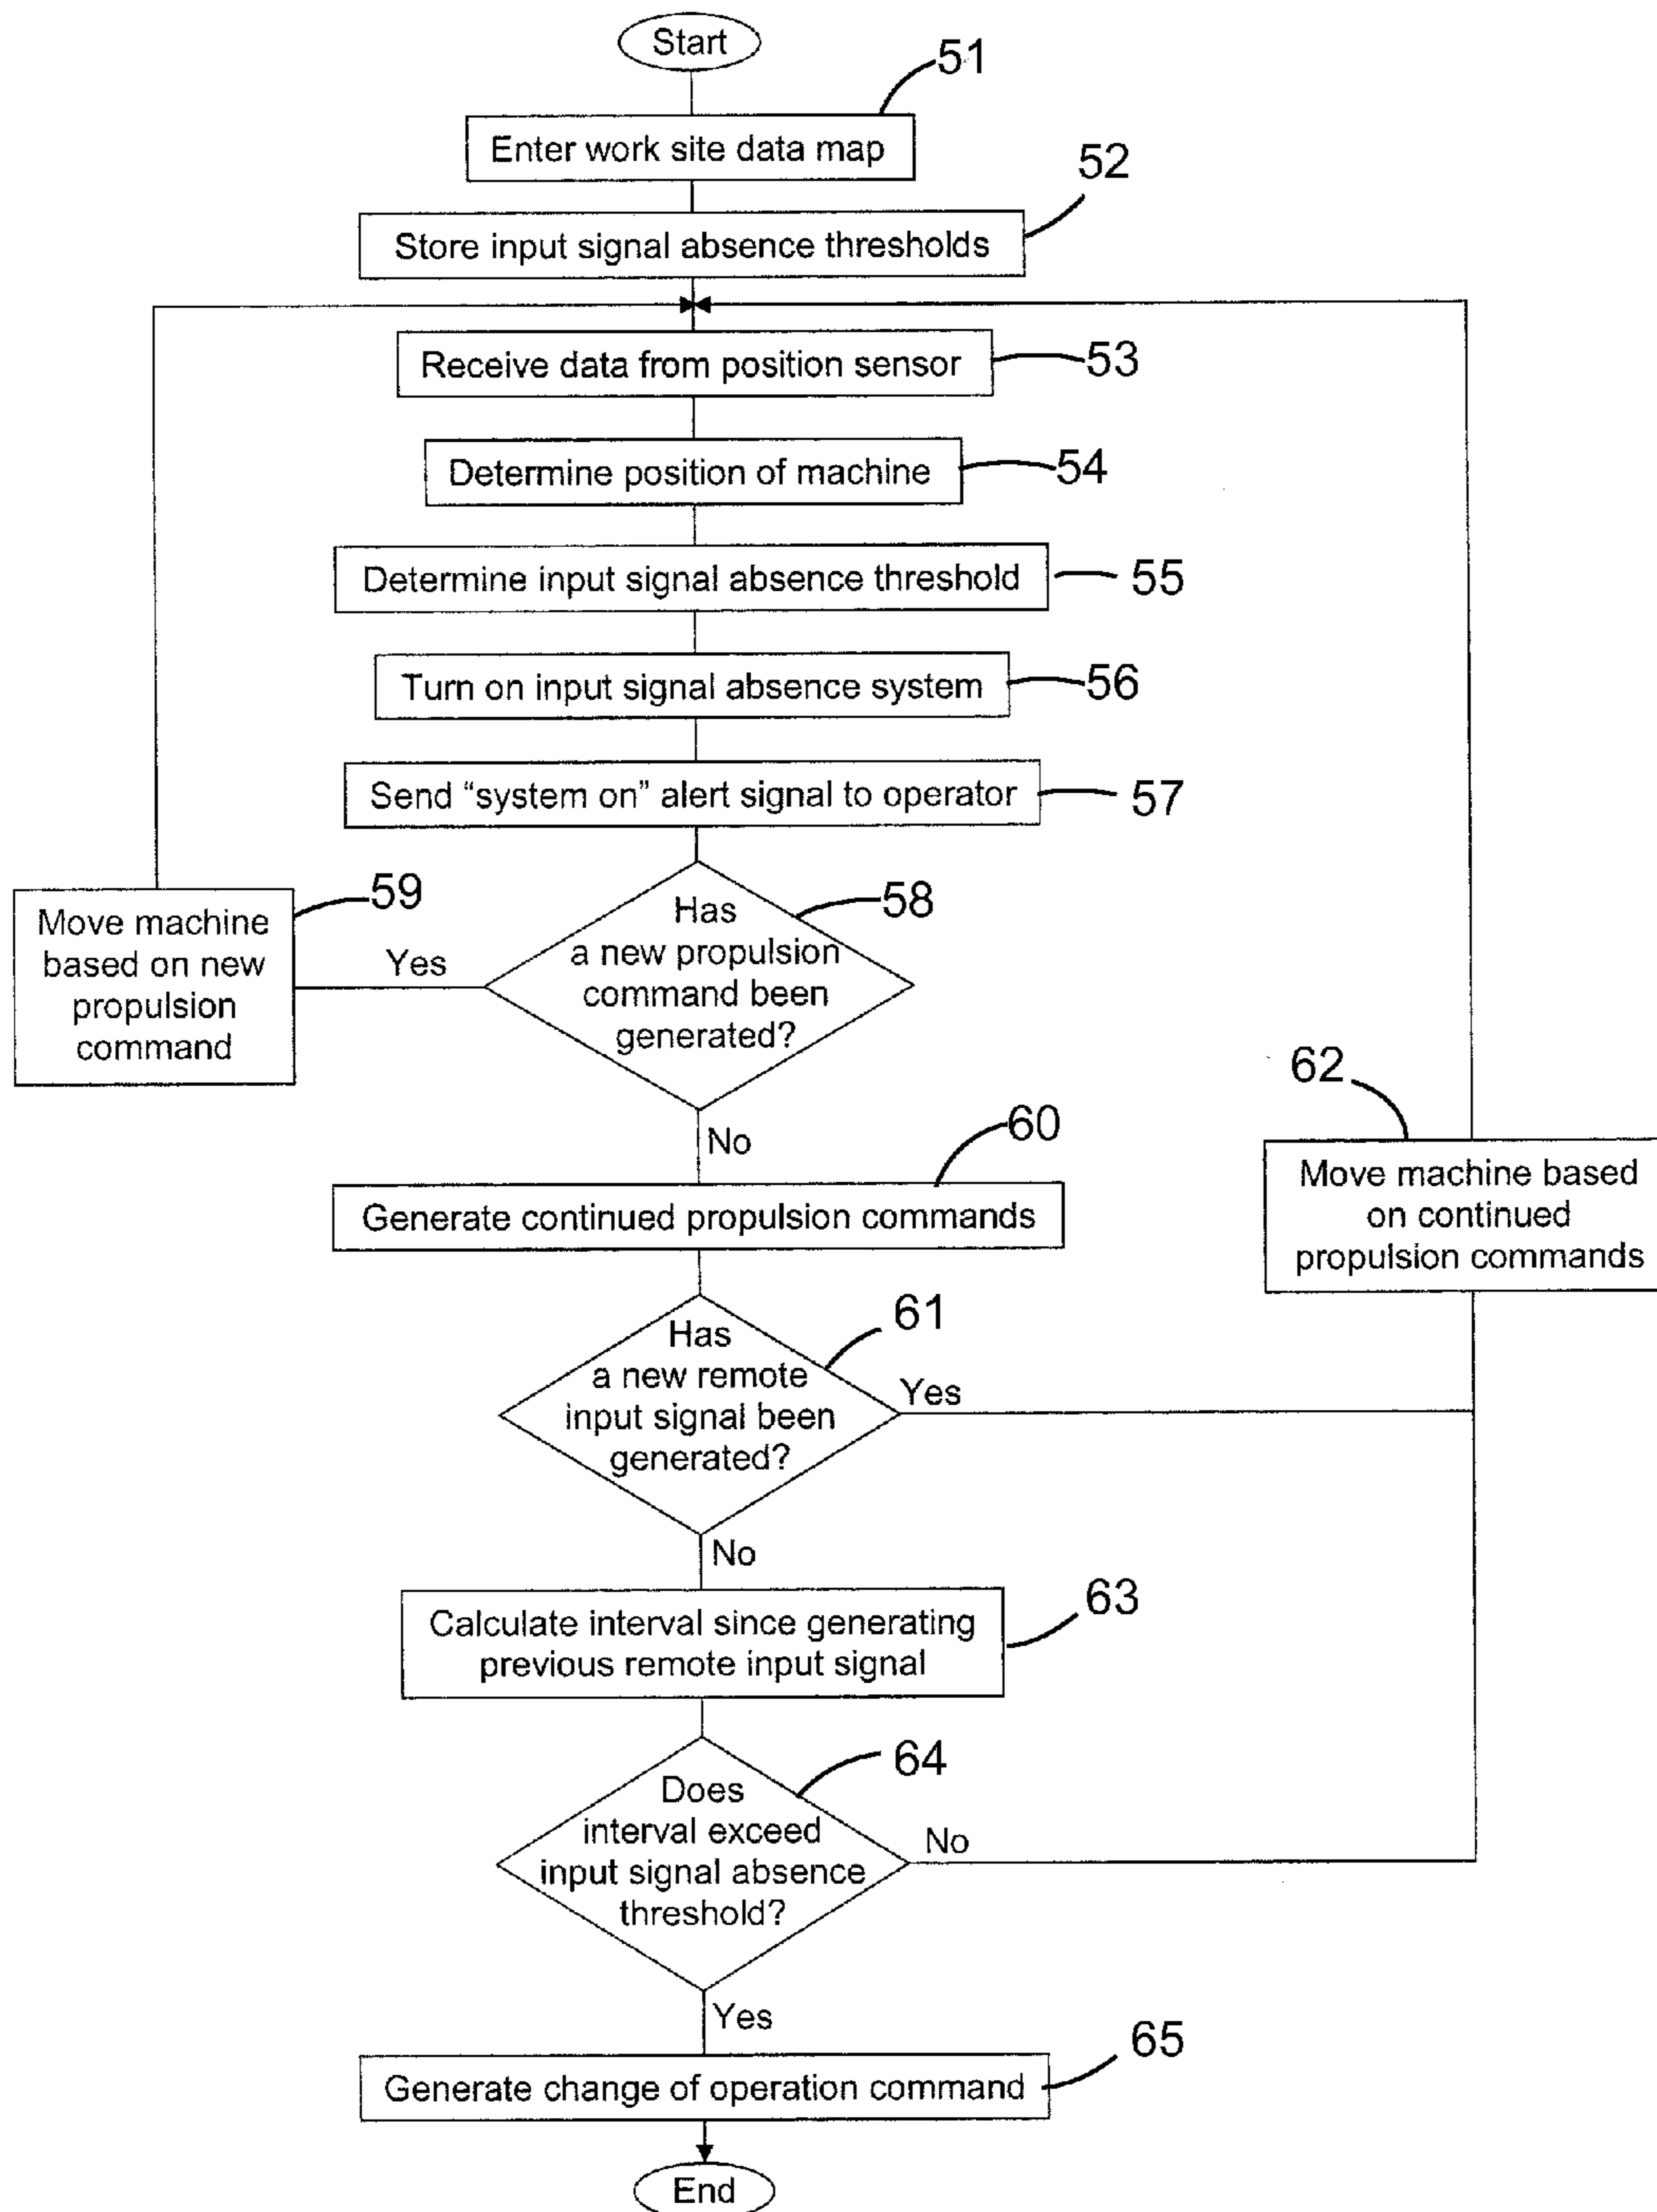 Start
51
Enter work site data map
52
Store input signal absence thresholds
Receive data from position sensor
53
Determine position of machine
54
Determine input signal absence threshold
55
Turn on input signal absence system
56
Send “system on” alert signal to operator
57
59
Move machine
based on new
propulsion
command
Yes
58
Has
a new propulsion
command been
generated?
No
60
Generate continued propulsion commands
62
Move machine based
on continued
propulsion commands
61
Has
a new remote
input signal been
generated?
Yes
No
63
Calculate interval since generating
previous remote input signal
64
Does
interval exceed
input signal absence
threshold?
No
Yes
65
Generate change of operation command
End